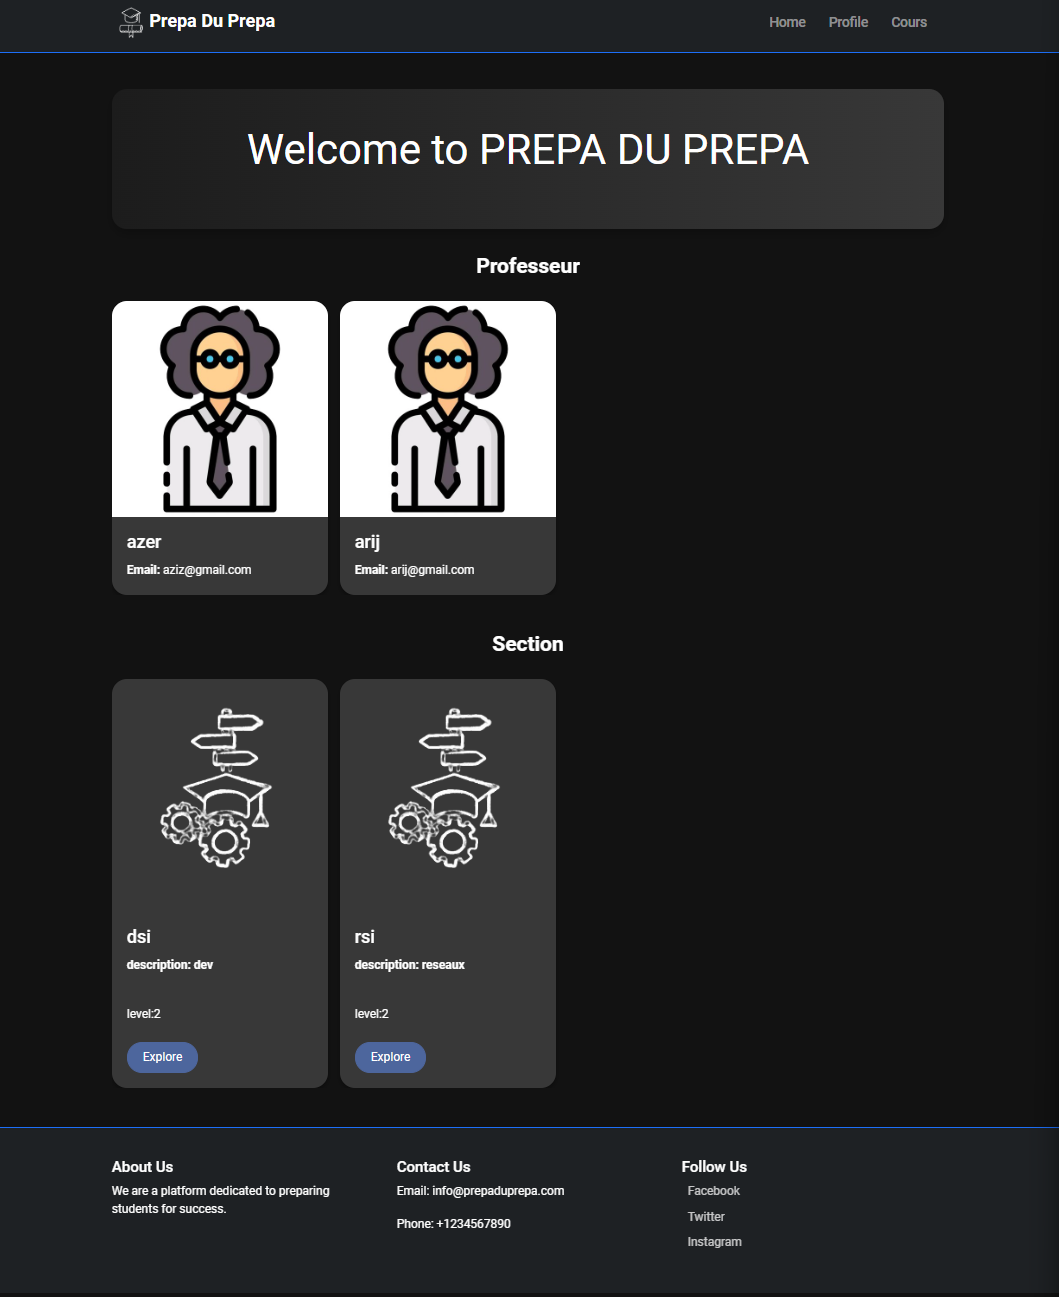 Prepa Du Prepa
Home Profile Cours
Welcome to PREPA DU PREPA
Professeur
azer
Email: aziz@gmail.com
arij
Email: arij@gmail.com
Section
dsi
description: dev
level:2
Explore
rsi
description: reseaux
level:2
Explore
About Us
We are a platform dedicated to preparing
students for success.
Contact Us
Email: info@prepaduprepa.com
Phone: +1234567890
Follow Us
Facebook
Twitter
Instagram